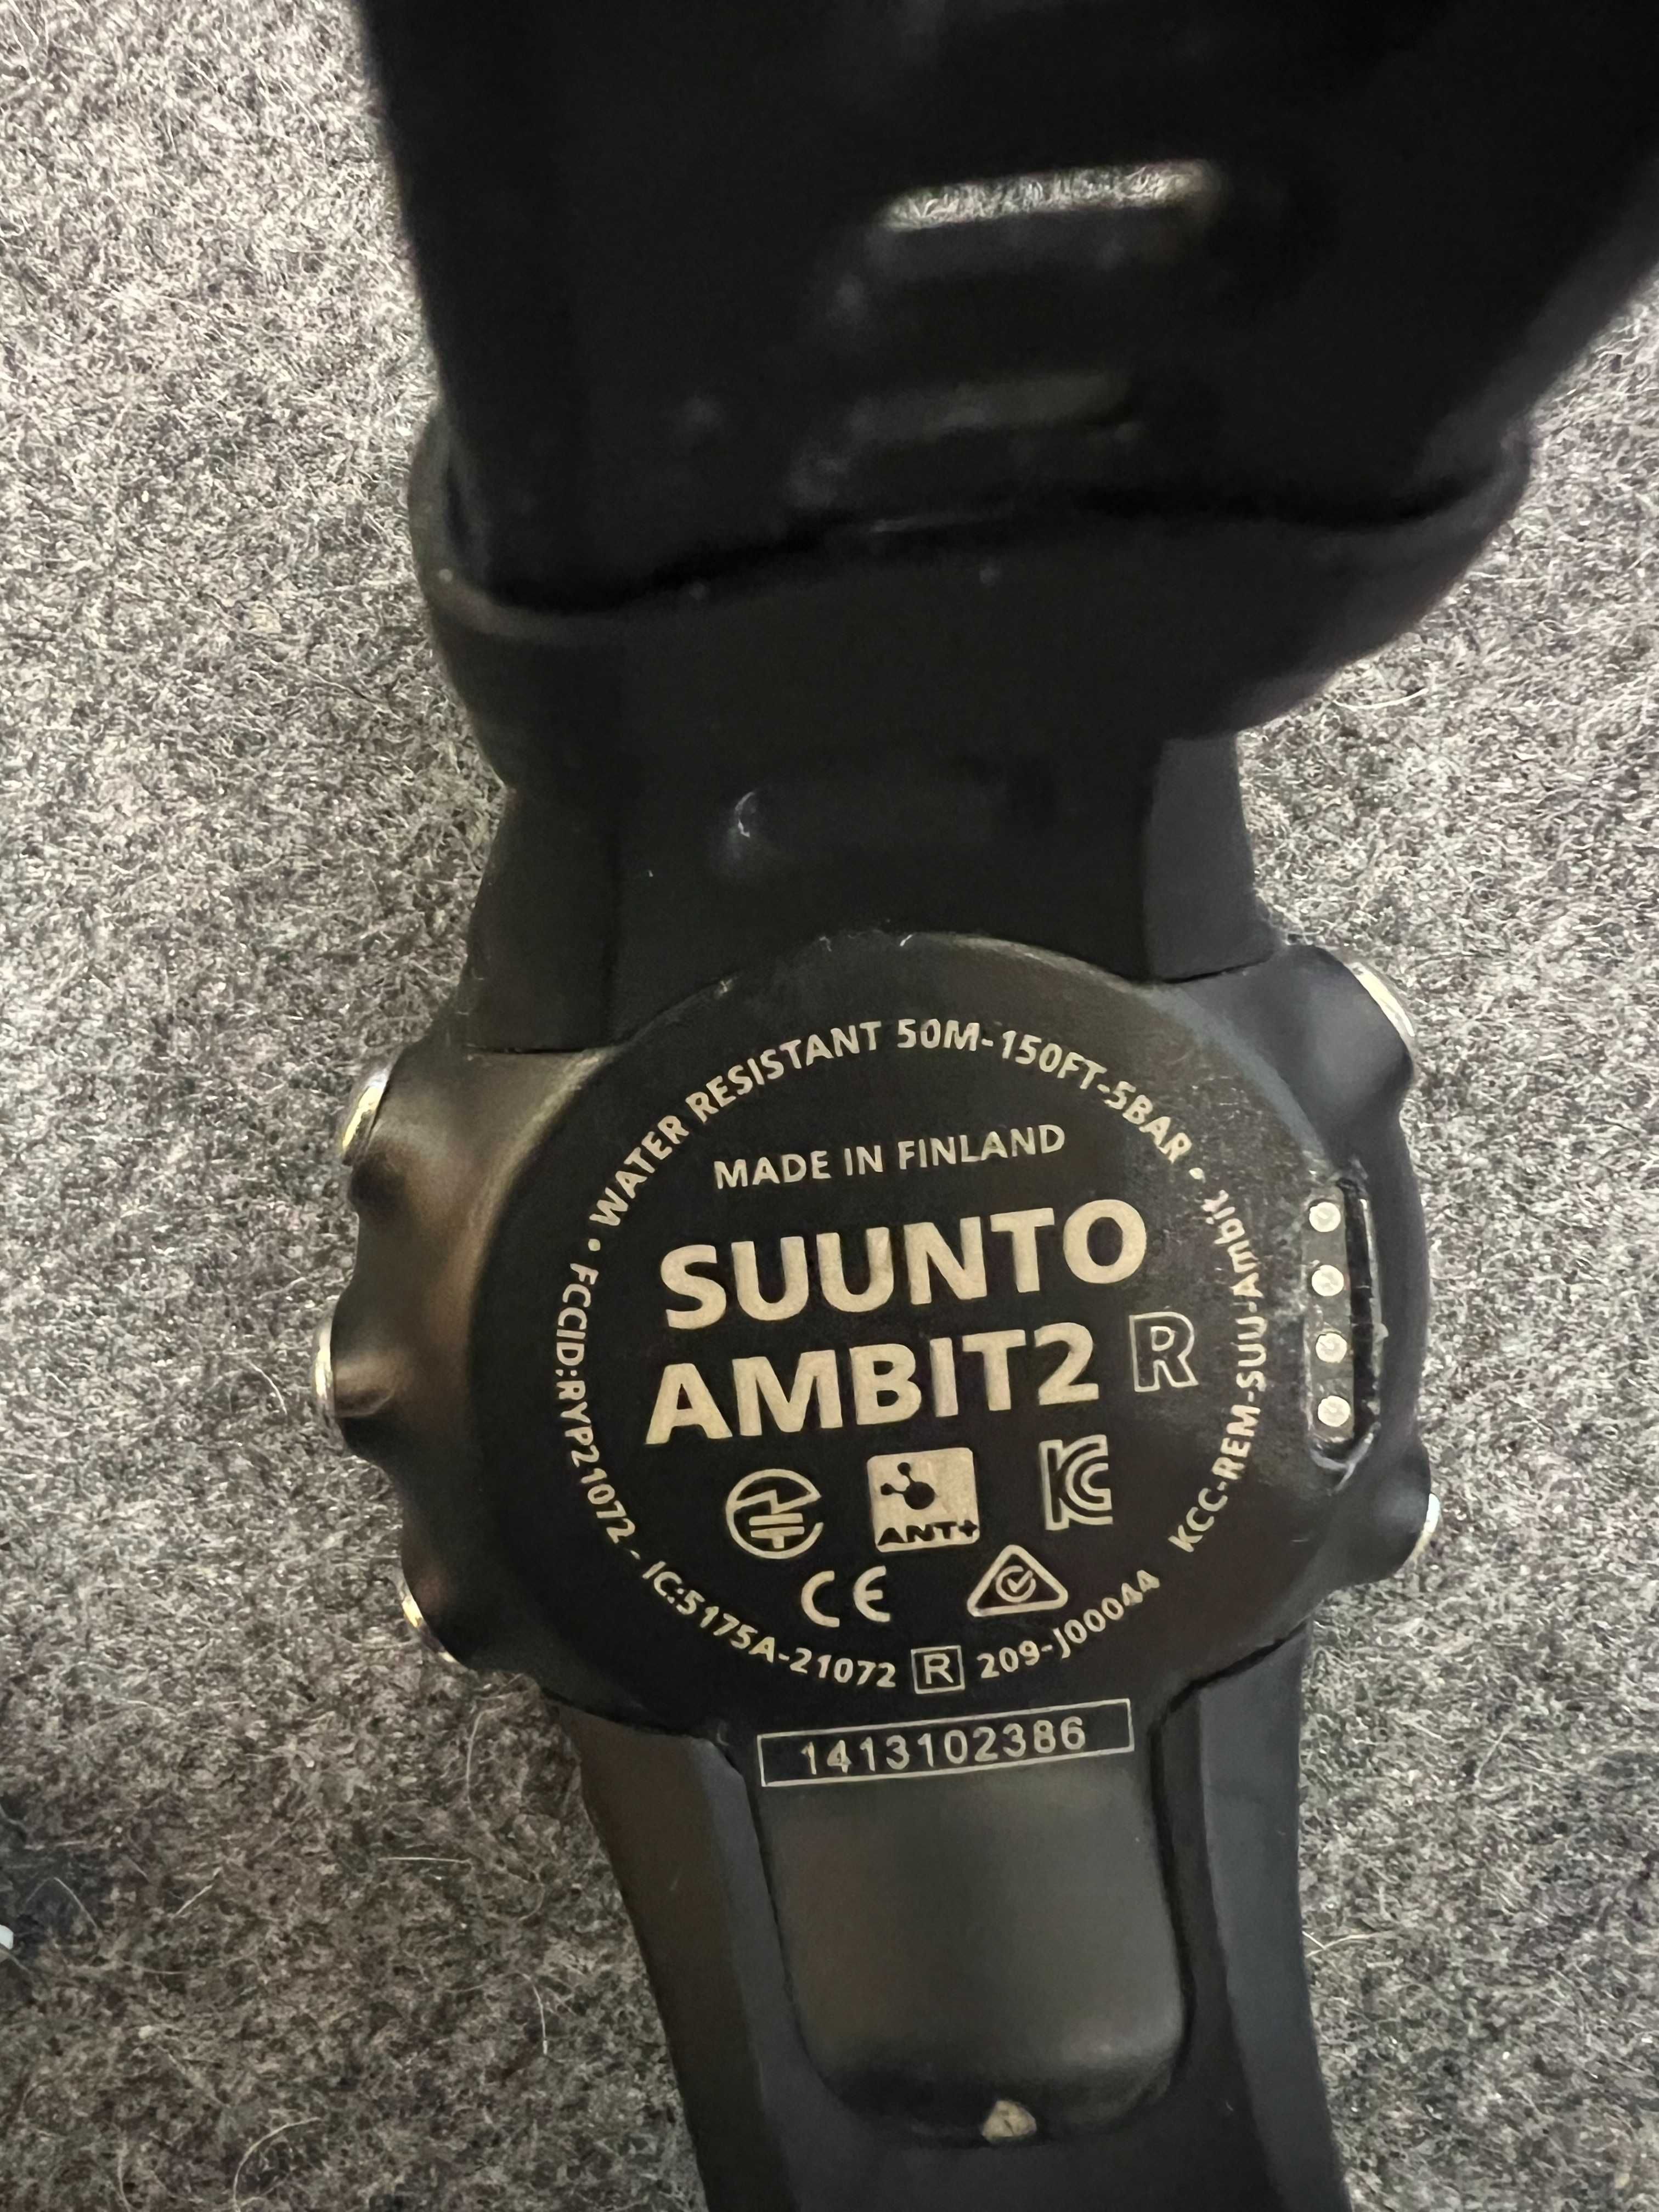 • WATER RESISTANT 50M-150FT-5BAR •
MADE IN FINLAND
SUUNTO
AMBIT2 R
ANT+
CE
FCCID:RYP21072 - IC:5175A-21072 R 209-J00044
KCC-REM-SUU-Ambit
1413102386